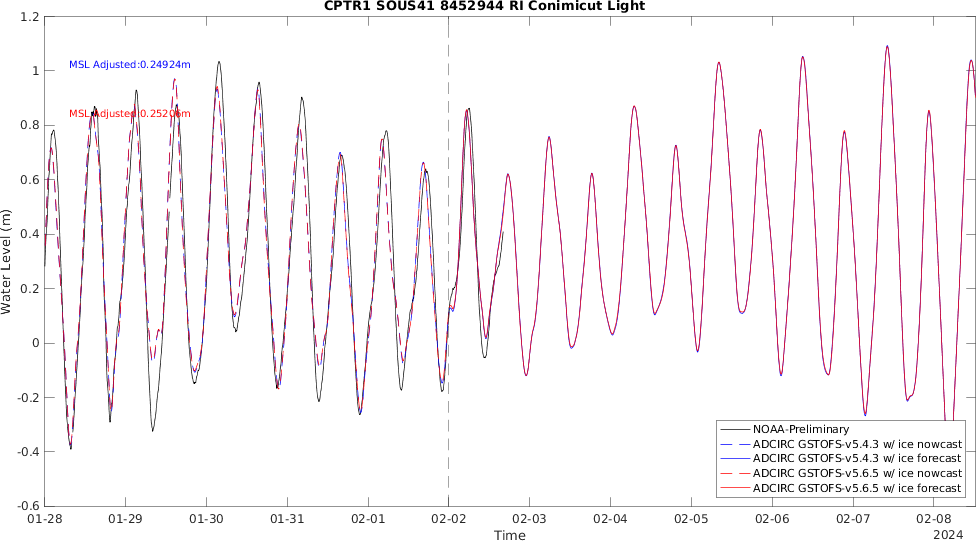 CPTR1 SOUS41 8452944 RI Conimicut Light
1.2
1
0.8
0.6
0.4
0.2
0
-0.2
-0.4
-0.6
Water Level (m)
MSL Adjusted:0.24924m
MSL Adjusted:0.25206m
NOAA-Preliminary
ADCIRC GSTOFS-v5.4.3 w/ ice nowcast
ADCIRC GSTOFS-v5.4.3 w/ ice forecast
ADCIRC GSTOFS-v5.6.5 w/ ice nowcast
ADCIRC GSTOFS-v5.6.5 w/ ice forecast
01-28 01-29 01-30 01-31 02-01 02-02 02-03 02-04 02-05 02-06 02-07 02-08
Time
2024